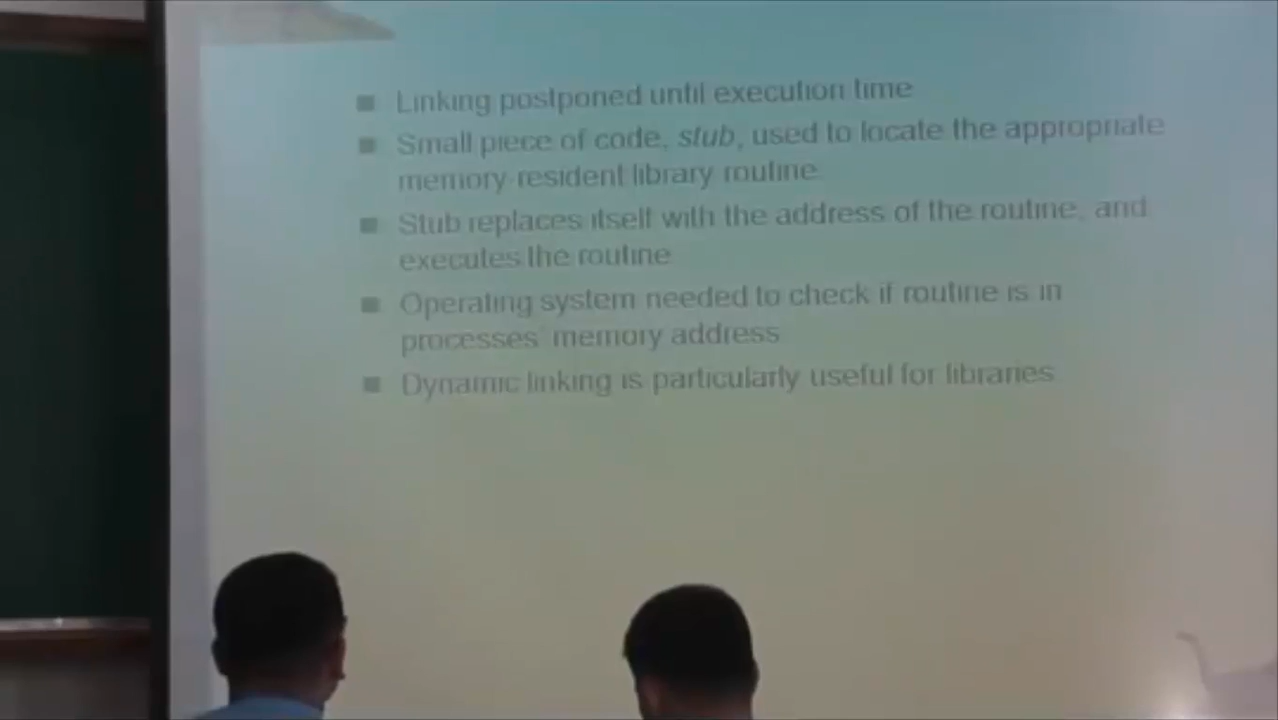 Linking postponed until execution time
Small piece of code, stub, used to locate the appropriate
memory-resident library routine
Stub replaces itself with the address of the routine, and
executes the routine
Operating system needed to check if routine is in
processes' memory address
Dynamic linking is particularly useful for libraries